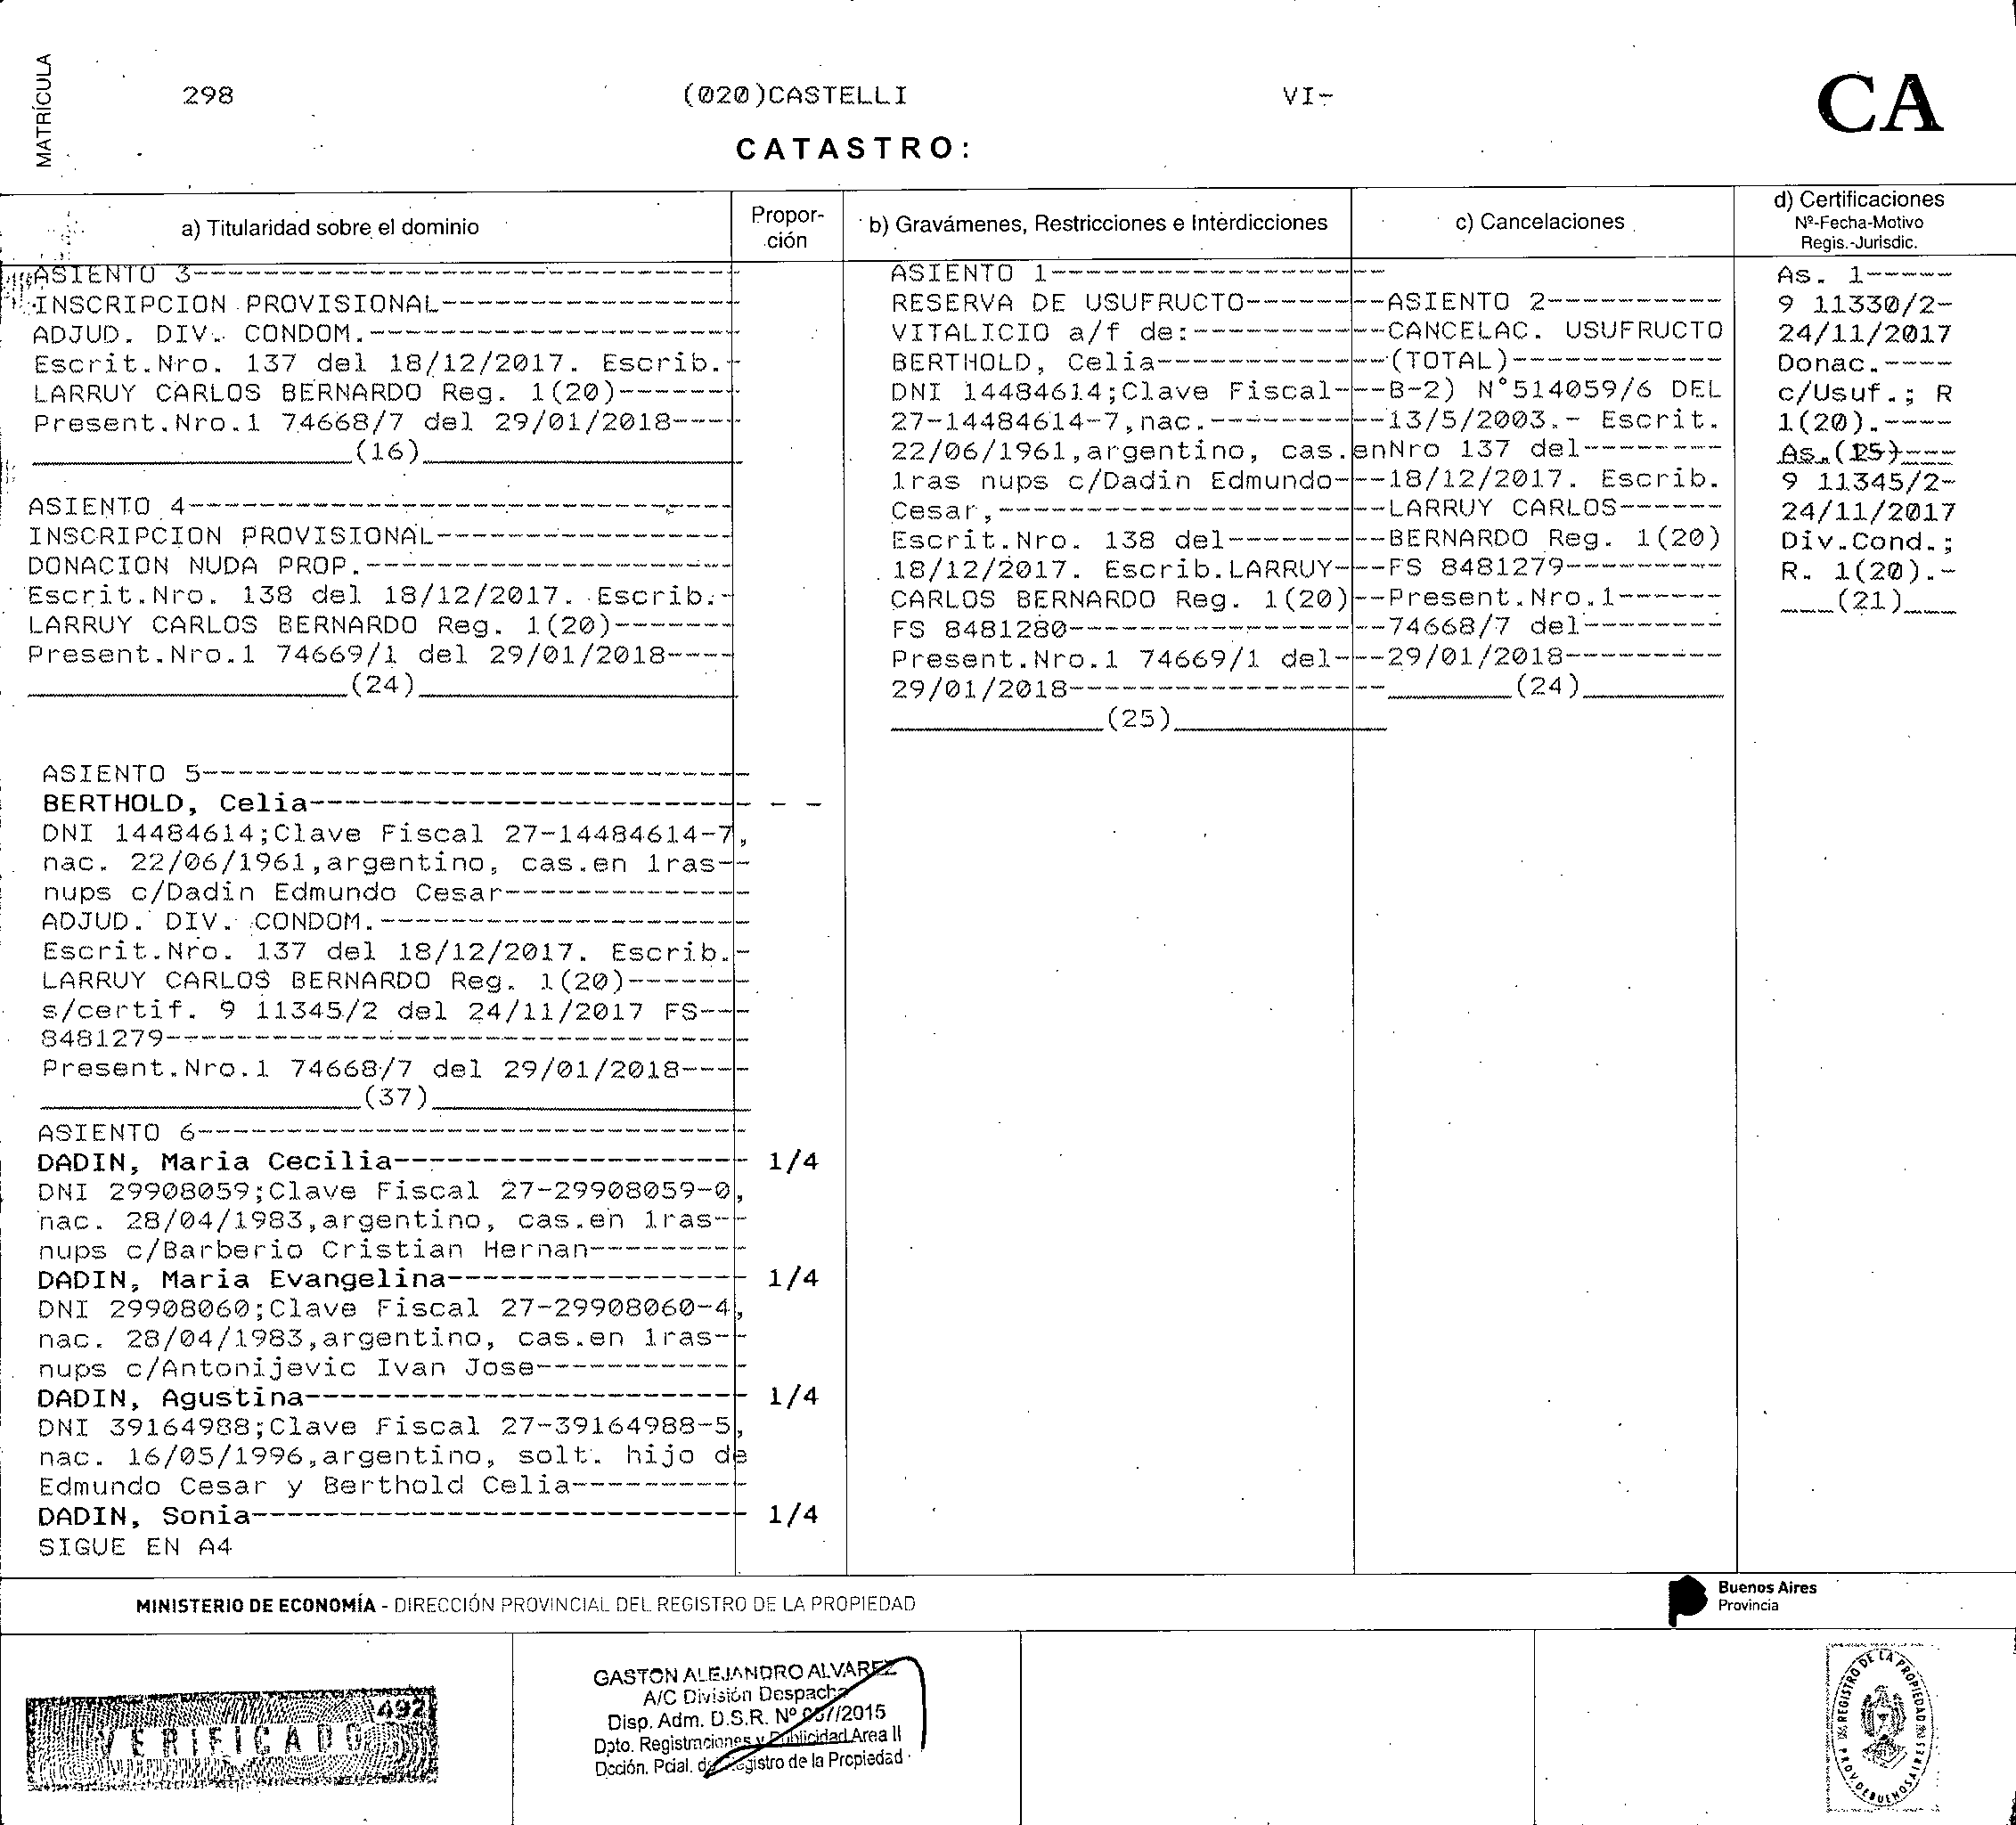 MATRÍCULA
298
(020)CASTELLI
VI-
CA
CATASTRO:
a) Titularidad sobre el dominio
Propor-
ción
b) Gravámenes, Restricciones e Interdicciones
c) Cancelaciones
d) Certificaciones
Nº-Fecha-Motivo
Regis.-Jurisdic.
ASIENTO 3-------------------------------
INSCRIPCION PROVISIONAL-----------------
ADJUD. DIV. CONDOM.---------------------
Escrit.Nro. 137 del 18/12/2017. Escrib.-
LARRUY CARLOS BERNARDO Reg. 1(20)-------
Present.Nro.1 74668/7 del 29/01/2018----
__________________(16)__________________
ASIENTO 4-------------------------------
INSCRIPCION PROVISIONAL-----------------
DONACION NUDA PROP.---------------------
Escrit.Nro. 138 del 18/12/2017. Escrib.-
LARRUY CARLOS BERNARDO Reg. 1(20)-------
Present.Nro.1 74669/1 del 29/01/2018----
__________________(24)__________________
ASIENTO 5-------------------------------
BERTHOLD, Celia------------------------- - -
DNI 14484614;Clave Fiscal 27-14484614-7,
nac. 22/06/1961,argentino, cas.en 1ras--
nups c/Dadin Edmundo Cesar--------------
ADJUD. DIV. CONDOM.---------------------
Escrit.Nro. 137 del 18/12/2017. Escrib.-
LARRUY CARLOS BERNARDO Reg. 1(20)-------
s/certif. 9 11345/2 del 24/11/2017 FS---
8481279---------------------------------
Present.Nro.1 74668/7 del 29/01/2018----
__________________(37)__________________
ASIENTO 6-------------------------------
DADIN, Maria Cecilia-------------------- 1/4
DNI 29908059;Clave Fiscal 27-29908059-0,
nac. 28/04/1983,argentino, cas.en 1ras--
nups c/Barberio Cristian Hernan---------
DADIN, Maria Evangelina----------------- 1/4
DNI 29908060;Clave Fiscal 27-29908060-4,
nac. 28/04/1983,argentino, cas.en 1ras--
nups c/Antonijevic Ivan Jose------------
DADIN, Agustina------------------------- 1/4
DNI 39164988;Clave Fiscal 27-39164988-5,
nac. 16/05/1996,argentino, solt. hijo de
Edmundo Cesar y Berthold Celia----------
DADIN, Sonia---------------------------- 1/4
SIGUE EN A4
ASIENTO 1-------------------
RESERVA DE USUFRUCTO--------
VITALICIO a/f de:-----------
BERTHOLD, Celia-------------
DNI 14484614;Clave Fiscal---
27-14484614-7,nac.----------
22/06/1961,argentino, cas.en
1ras nups c/Dadin Edmundo---
Cesar,----------------------
Escrit.Nro. 138 del---------
18/12/2017. Escrib.LARRUY---
CARLOS BERNARDO Reg. 1(20)--
FS 8481280------------------
Present.Nro.1 74669/1 del---
29/01/2018------------------
____________(25)____________
ASIENTO 2----------
CANCELAC. USUFRUCTO
(TOTAL)------------
B-2) N°514059/6 DEL
13/5/2003.- Escrit.
Nro 137 del--------
18/12/2017. Escrib.
LARRUY CARLOS------
BERNARDO Reg. 1(20)
FS 8481279---------
Present.Nro.1------
74668/7 del--------
29/01/2018---------
_______(24)________
As. 1-----
9 11330/2-
24/11/2017
Donac.----
c/Usuf.; R
1(20).----
9 11345/2-
24/11/2017
Div.Cond.;
R. 1(20).-
___(21)___
MINISTERIO DE ECONOMÍA - DIRECCIÓN PROVINCIAL DEL REGISTRO DE LA PROPIEDAD
Buenos Aires
Provincia
492
VERIFICADO
GASTON ALEJANDRO ALVAREZ
A/C División Despacho
Disp. Adm. D.S.R. Nº /2015
Dpto. Registraciones y Publicidad Area II
Dcción. Pcial. de Registro de la Propiedad
REGISTRO DE LA PROPIEDAD
PROV. DE BUENOS AIRES